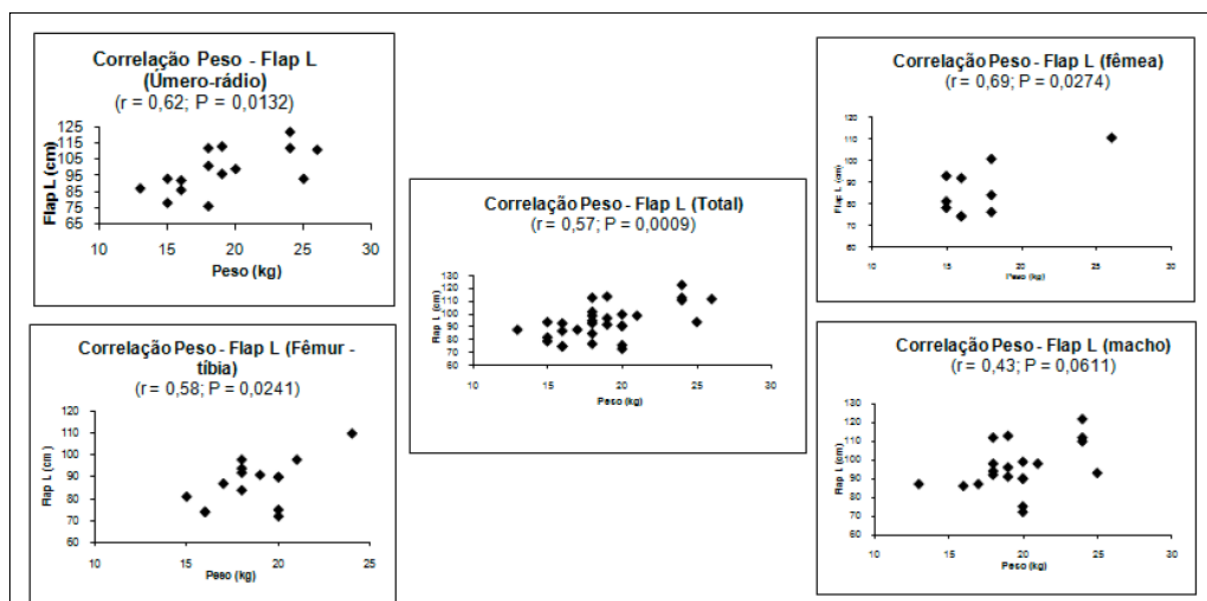 Correlação Peso - Flap L
(Úmero-rádio)
(r = 0,62; P = 0,0132)
Flap L (cm)
125
115
105
95
85
75
65
10 15 20 25 30
Peso (kg)
Correlação Peso - Flap L (Fêmur -
tíbia)
(r = 0,58; P = 0,0241)
Flap L (cm)
120
110
100
90
80
70
60
10 15 20 25
Peso (kg)
Correlação Peso - Flap L (Total)
(r = 0,57; P = 0,0009)
Flap L (cm)
130
120
110
100
90
80
70
60
10 15 20 25 30
Peso (kg)
Correlação Peso - Flap L (fêmea)
(r = 0,69; P = 0,0274)
Flap L (cm)
120
110
100
90
80
70
60
10 15 20 25 30
Peso (kg)
Correlação Peso - Flap L (macho)
(r = 0,43; P = 0,0611)
Flap L (cm)
130
120
110
100
90
80
70
60
10 15 20 25 30
Peso (kg)